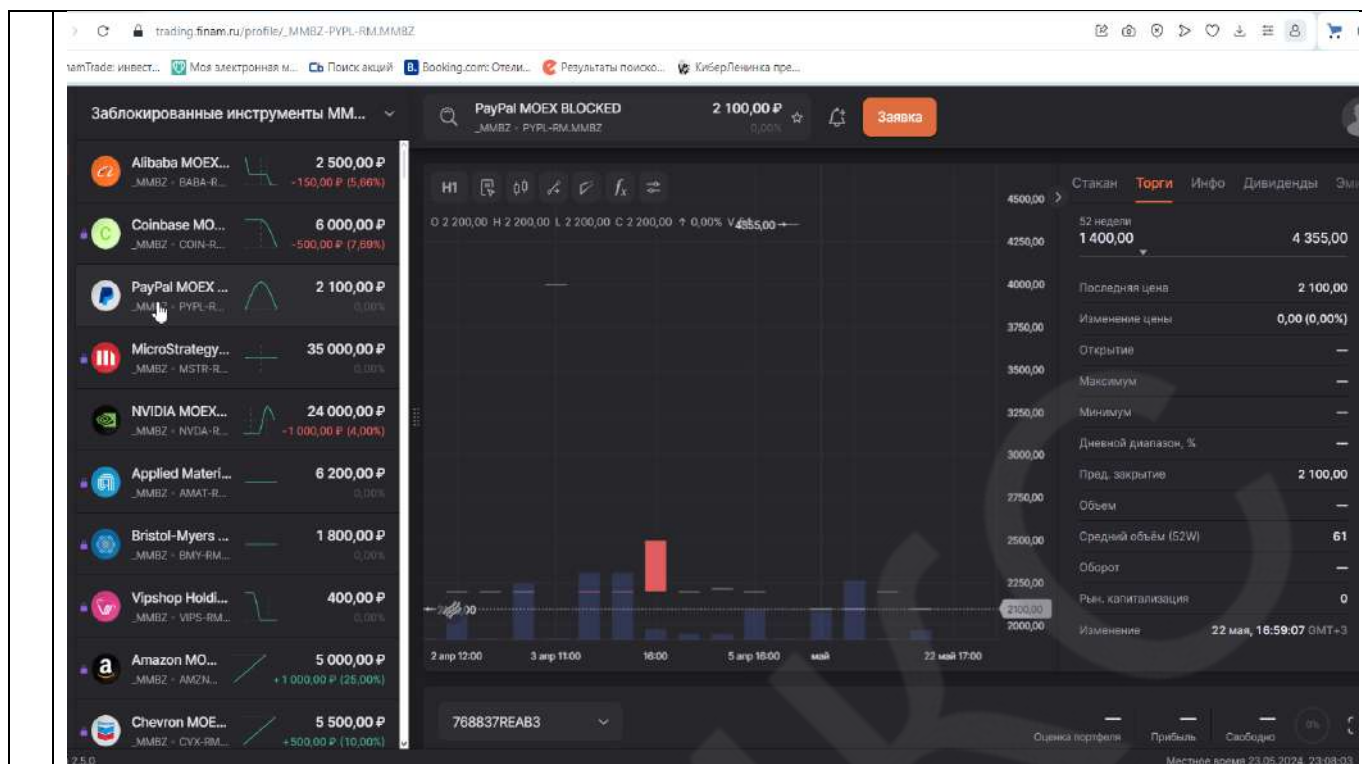 trading.finam.ru/profile/_MMBZ-PYPL-RM.MMBZ
namTrade: инвест... Моя электронная м... Поиск акций Booking.com: Отели... Результаты поиско... КиберЛенинка пре...
Заблокированные инструменты ММ...
PayPal MOEX BLOCKED 2 100,00 ₽
_MMBZ • PYPL-RM.MMBZ 0,00%
Заявка
Alibaba MOEX... 2 500,00 ₽
_MMBZ • BABA-R... -150,00 ₽ (5,66%)
Coinbase MO... 6 000,00 ₽
_MMBZ • COIN-R... -500,00 ₽ (7,69%)
PayPal MOEX ... 2 100,00 ₽
PYPL-R... 0,00%
MicroStrategy... 35 000,00 ₽
_MMBZ • MSTR-R... 0,00%
NVIDIA MOEX... 24 000,00 ₽
_MMBZ • NVDA-R... -1 000,00 ₽ (4,00%)
Applied Materi... 6 200,00 ₽
_MMBZ • AMAT-R... 0,00%
Bristol-Myers ... 1 800,00 ₽
_MMBZ • BMY-RM... 0,00%
Vipshop Holdi... 400,00 ₽
_MMBZ • VIPS-RM... 0,00%
Amazon MO... 5 000,00 ₽
_MMBZ • AMZN... +1 000,00 ₽ (25,00%)
Chevron MOE... 5 500,00 ₽
_MMBZ • CVX-RM... +500,00 ₽ (10,00%)
H1
O 2 200,00 H 2 200,00 L 2 200,00 C 2 200,00 ↑ 0,00%
4355,00
4500,00
4250,00
4000,00
3750,00
3500,00
3250,00
3000,00
2750,00
2500,00
2250,00
2100,00
2000,00
2 апр 12:00 3 апр 11:00 16:00 5 апр 16:00 май 22 май 17:00
Стакан Торги Инфо Дивиденды
52 недели
1 400,00 4 355,00
Последняя цена 2 100,00
Изменение цены 0,00 (0,00%)
Открытие —
Максимум —
Минимум —
Дневной диапазон, % —
Пред. закрытие 2 100,00
Объем —
Средний объём (52W) 61
Оборот —
Рын. капитализация 0
Изменение 22 мая, 16:59:07 GMT+3
768837REAB3
— — — 0%
Оценка портфеля Прибыль Свободно
2.5.0 Местное время 23.05.2024, 23:08:03